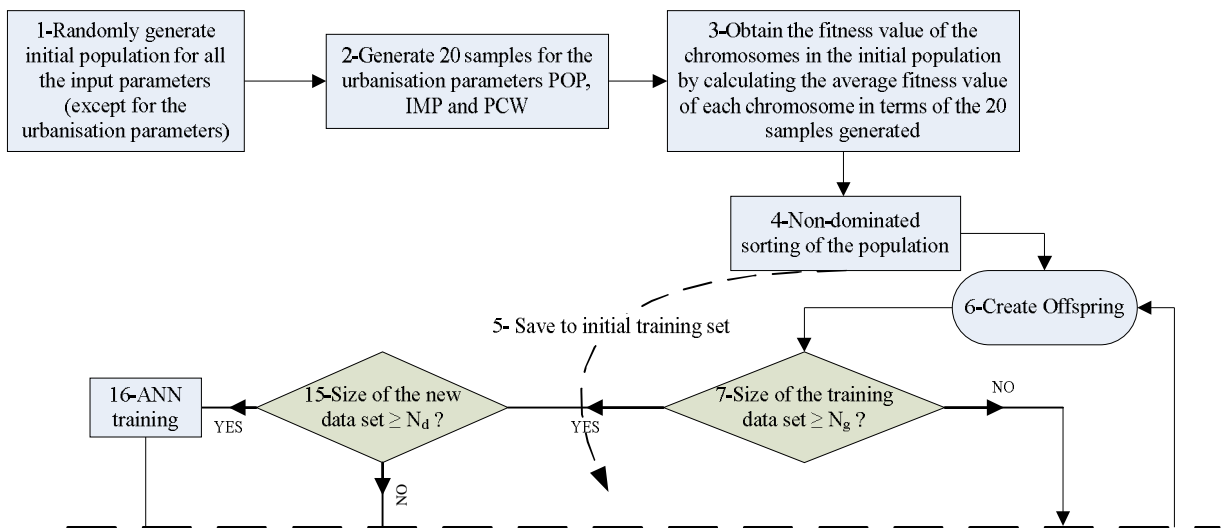 1-Randomly generate
initial population for all
the input parameters
(except for the
urbanisation parameters)
2-Generate 20 samples for the
urbanisation parameters POP,
IMP and PCW
3-Obtain the fitness value of the
chromosomes in the initial population
by calculating the average fitness value
of each chromosome in terms of the 20
samples generated
4-Non-dominated
sorting of the population
6-Create Offspring
5- Save to initial training set
16-ANN
training
YES
15-Size of the new
data set ≥ Nd ?
NO
YES
7-Size of the training
data set ≥ Ng ?
NO